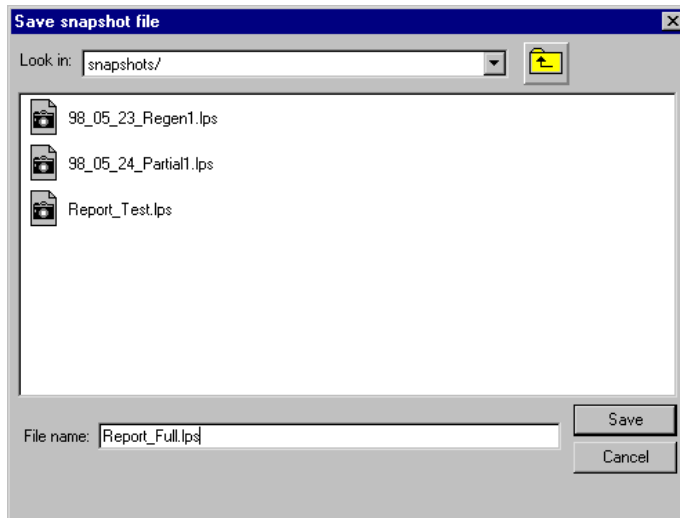 Save snapshot file
Look in: snapshots/
98_05_23_Regen1.lps
98_05_24_Partial1.lps
Report_Test.lps
File name: Report_Full.lps
Save
Cancel